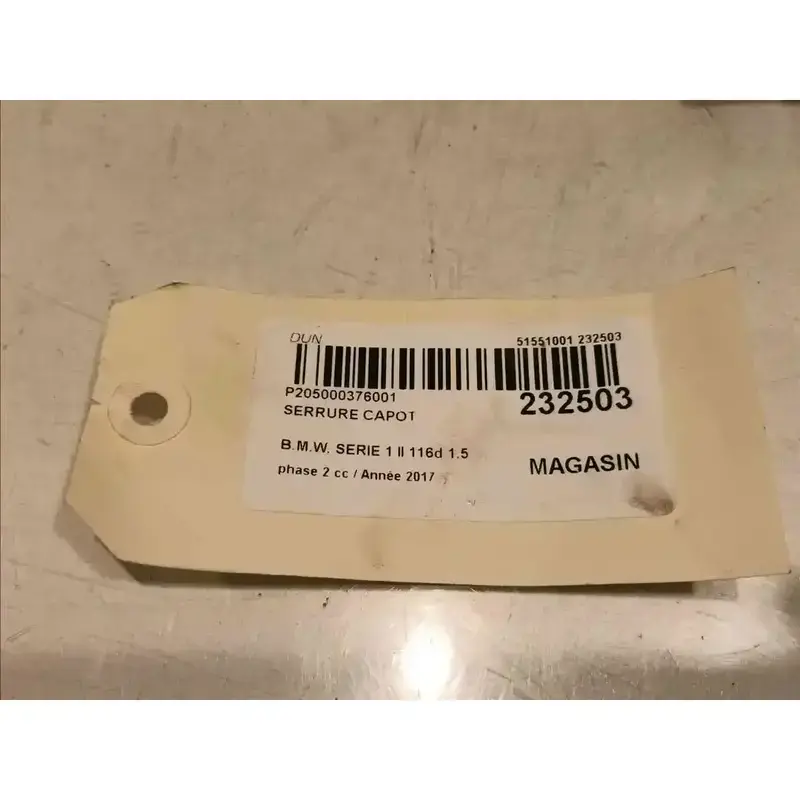 DUN 51551001 232503
P205000376001 232503
SERRURE CAPOT
B.M.W. SERIE 1 II 116d 1.5
phase 2 cc / Année 2017 MAGASIN